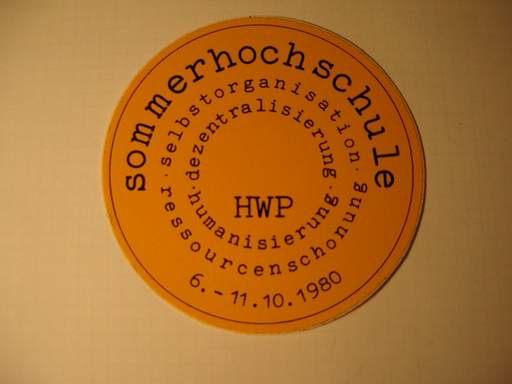 sommerhochschule
selbstorganisation ·
ressourcenschonung ·
dezentralisierung ·
humanisierung ·
HWP
6. - 11.10.1980